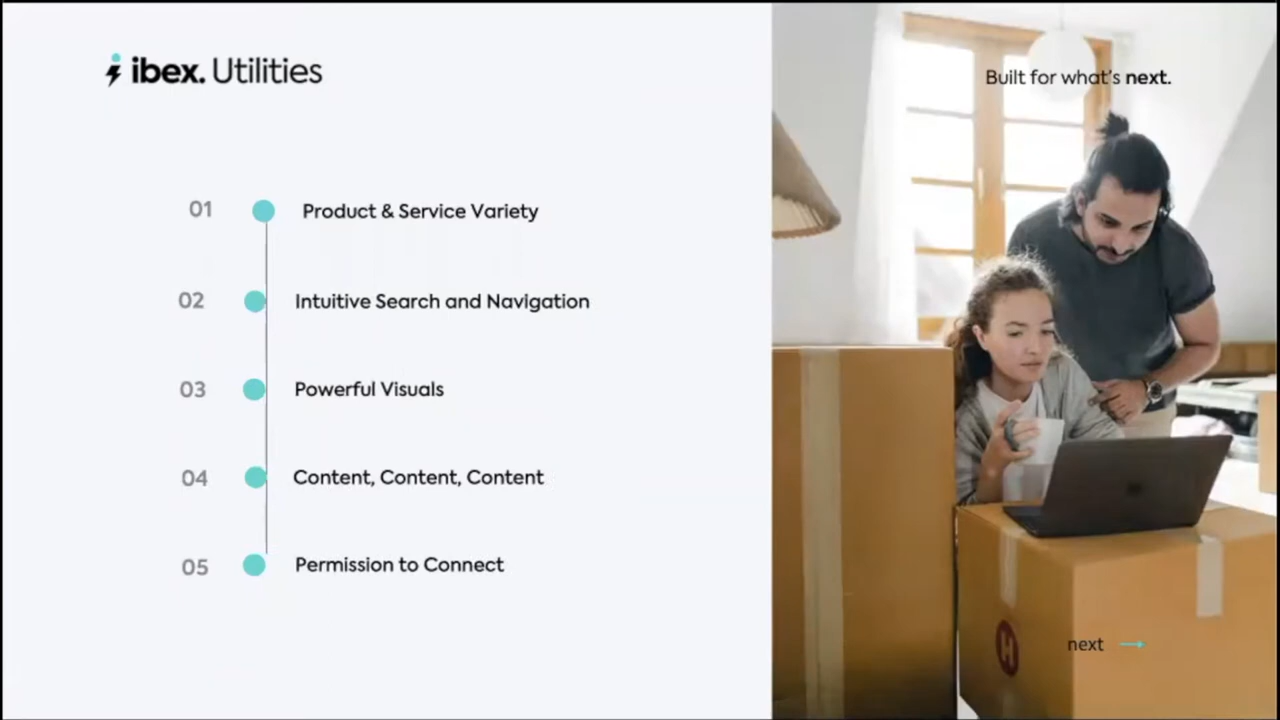 ibex. Utilities
Built for what's next.
01 Product & Service Variety
02 Intuitive Search and Navigation
03 Powerful Visuals
04 Content, Content, Content
05 Permission to Connect
H
next